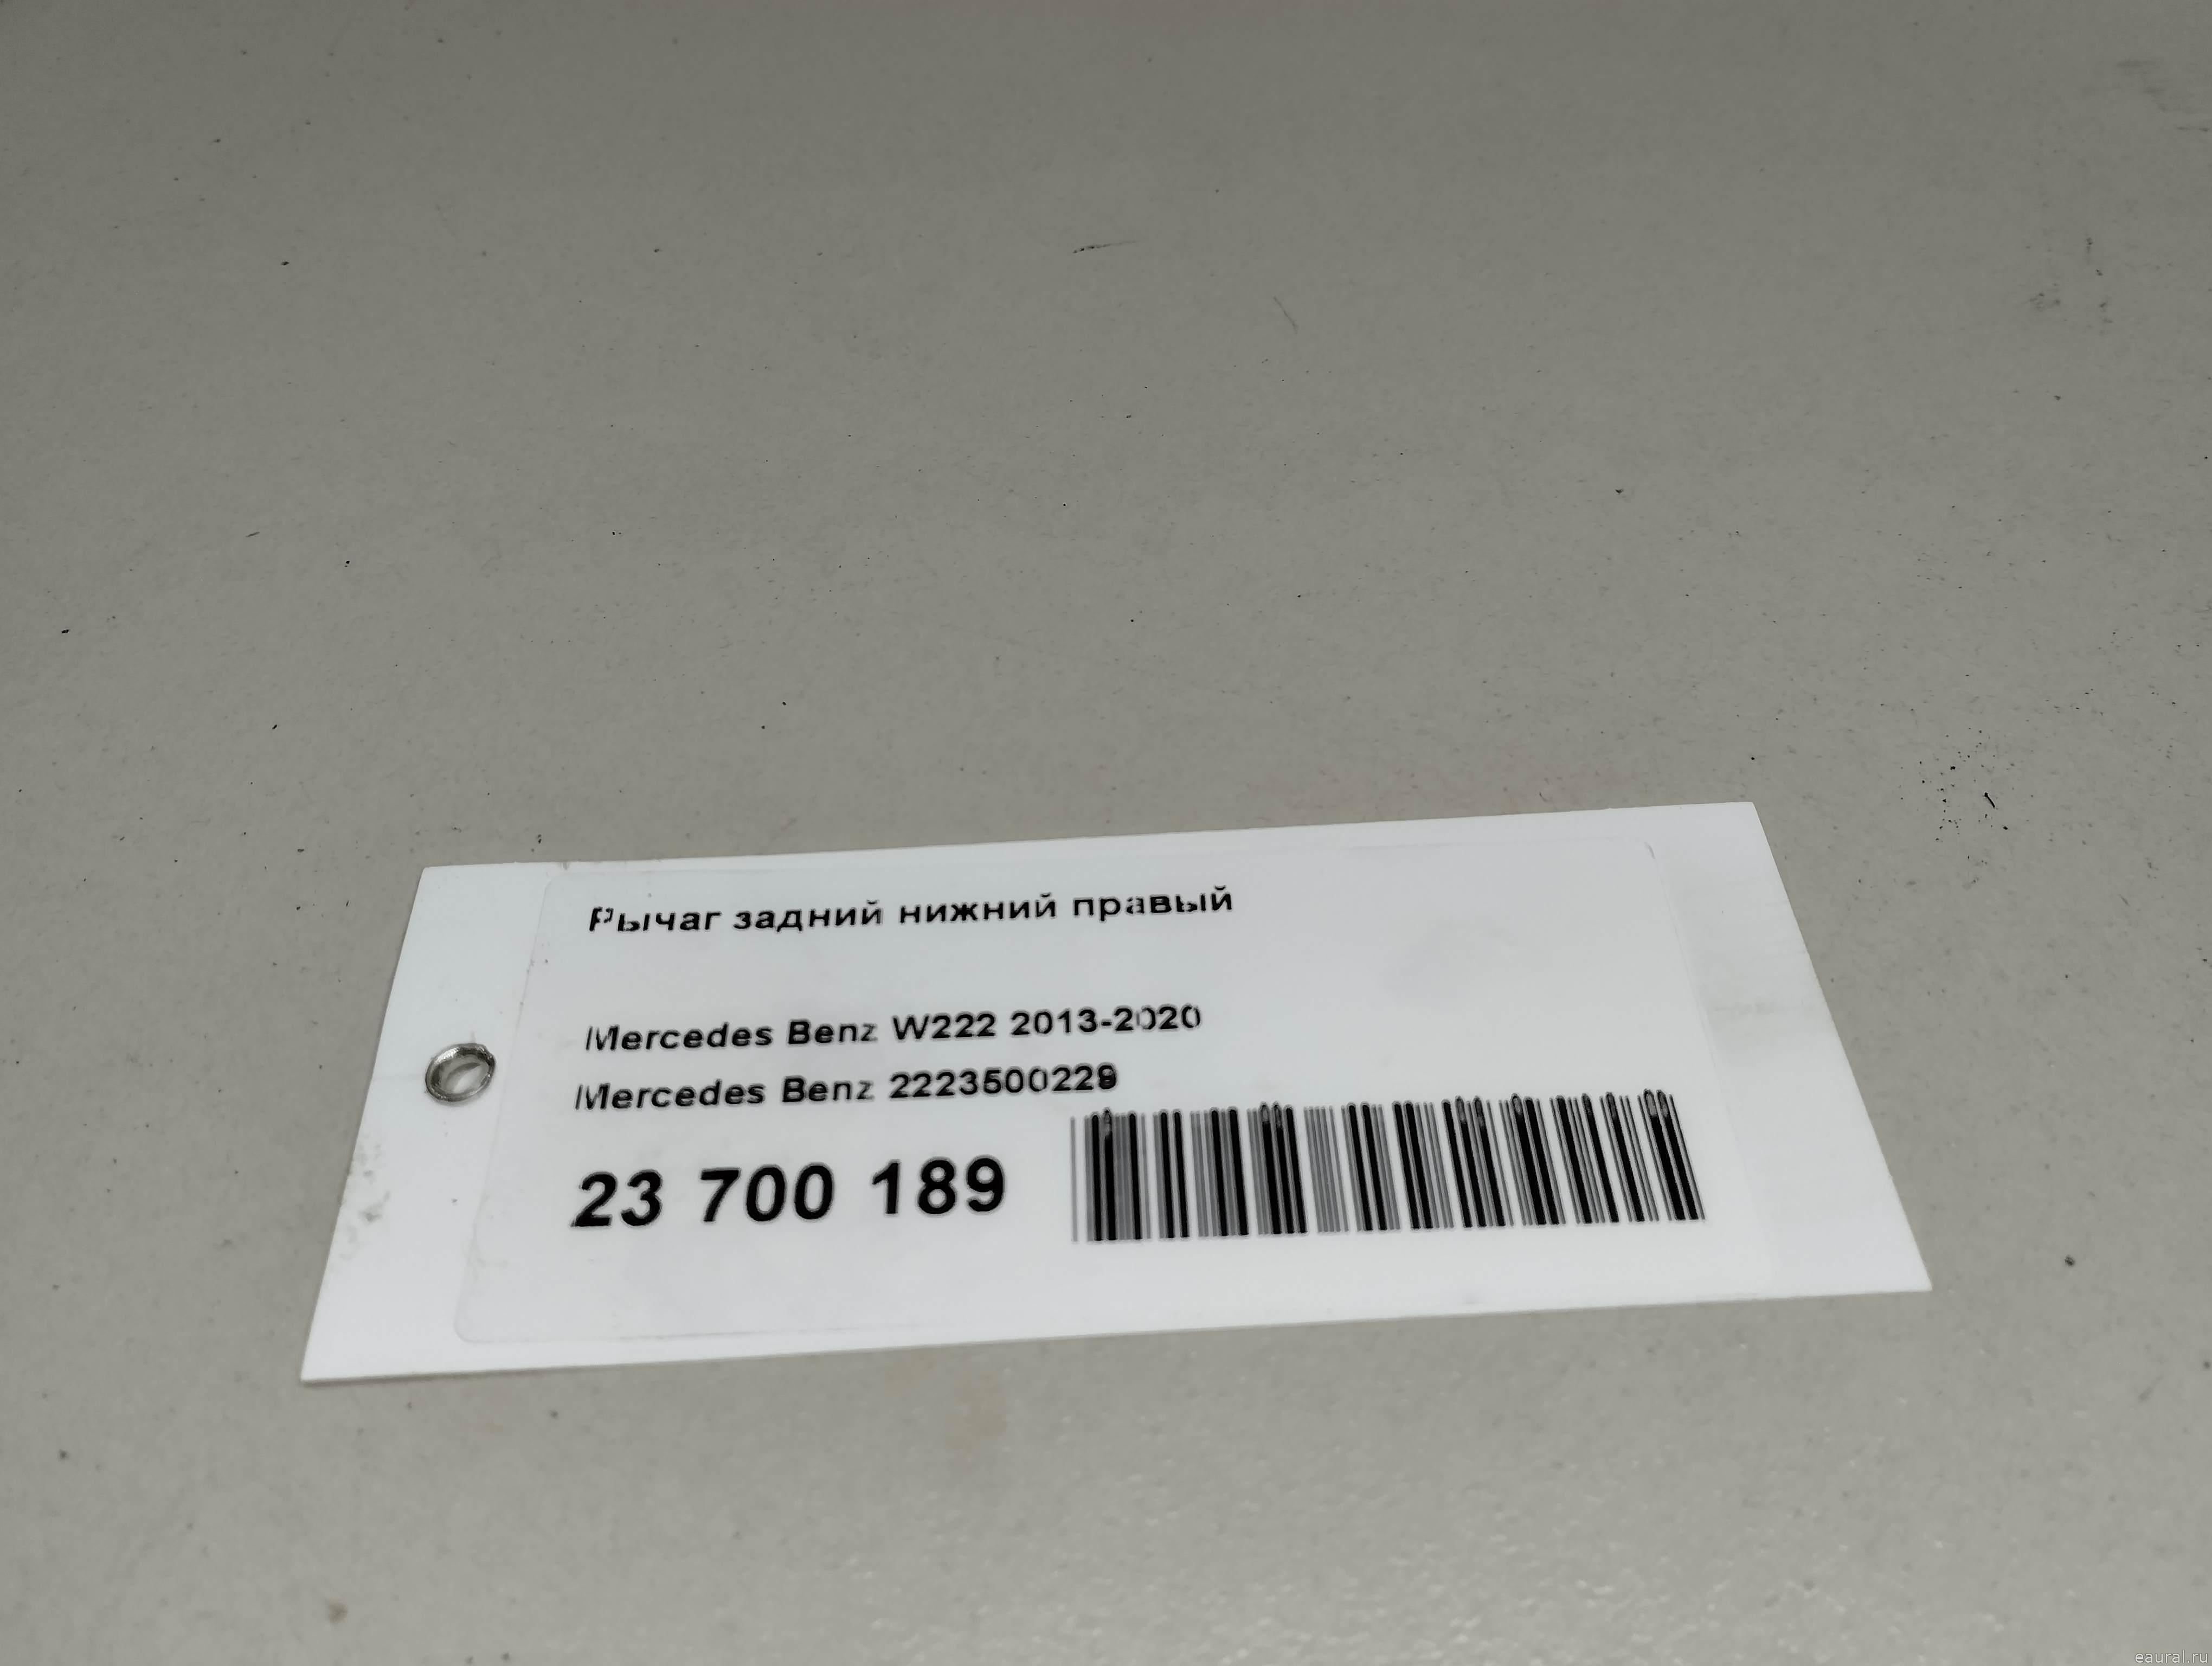 Рычаг задний нижний правый
Mercedes Benz W222 2013-2020
Mercedes Benz 2223500229
23 700 189
eaural.ru